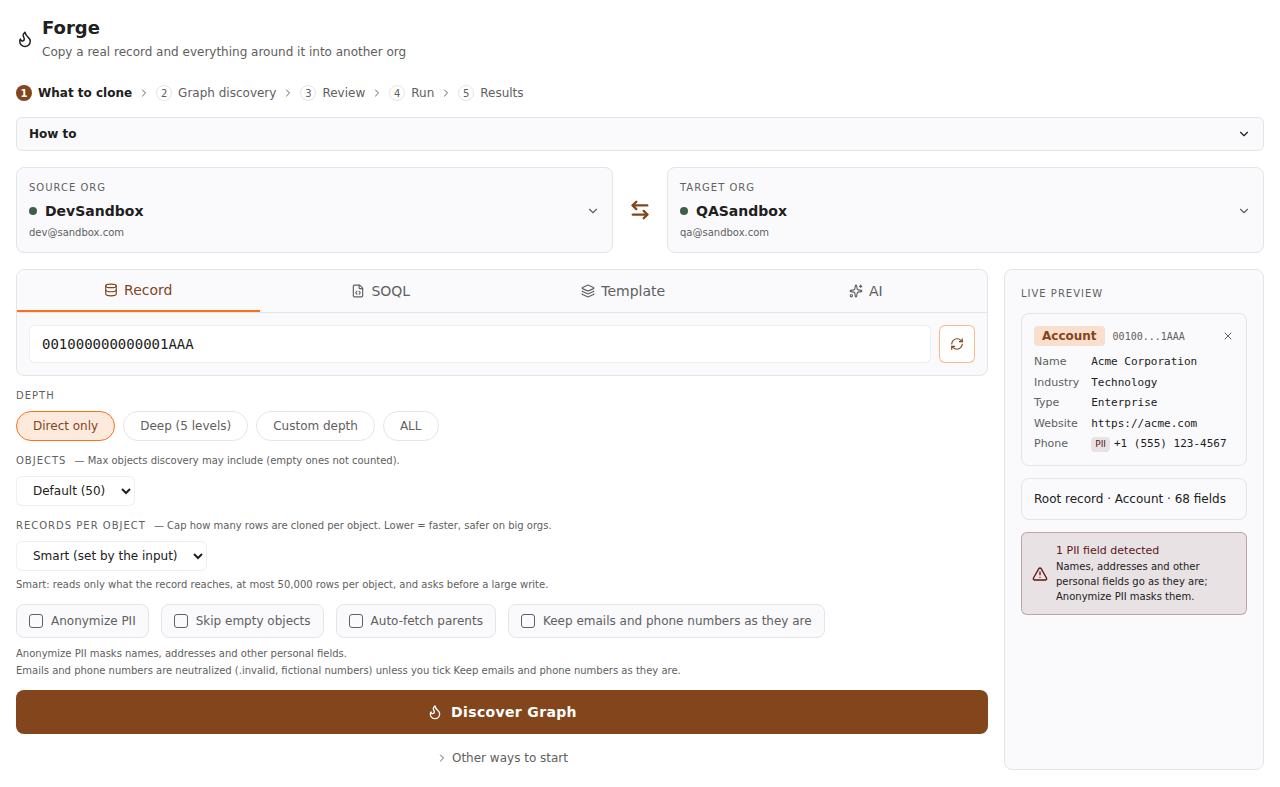 Forge
Copy a real record and everything around it into another org
1 What to clone
2 Graph discovery
3 Review
4 Run
5 Results
How to
SOURCE ORG
DevSandbox
dev@sandbox.com
TARGET ORG
QASandbox
qa@sandbox.com
Record
SOQL
Template
AI
001000000000001AAA
DEPTH
Direct only
Deep (5 levels)
Custom depth
ALL
OBJECTS — Max objects discovery may include (empty ones not counted).
Default (50)
RECORDS PER OBJECT — Cap how many rows are cloned per object. Lower = faster, safer on big orgs.
Smart (set by the input)
Smart: reads only what the record reaches, at most 50,000 rows per object, and asks before a large write.
Anonymize PII
Skip empty objects
Auto-fetch parents
Keep emails and phone numbers as they are
Anonymize PII masks names, addresses and other personal fields.
Emails and phone numbers are neutralized (.invalid, fictional numbers) unless you tick Keep emails and phone numbers as they are.
Discover Graph
Other ways to start
LIVE PREVIEW
Account 00100...1AAA
Name Acme Corporation
Industry Technology
Type Enterprise
Website https://acme.com
Phone PII +1 (555) 123-4567
Root record · Account · 68 fields
1 PII field detected
Names, addresses and other
personal fields go as they are;
Anonymize PII masks them.